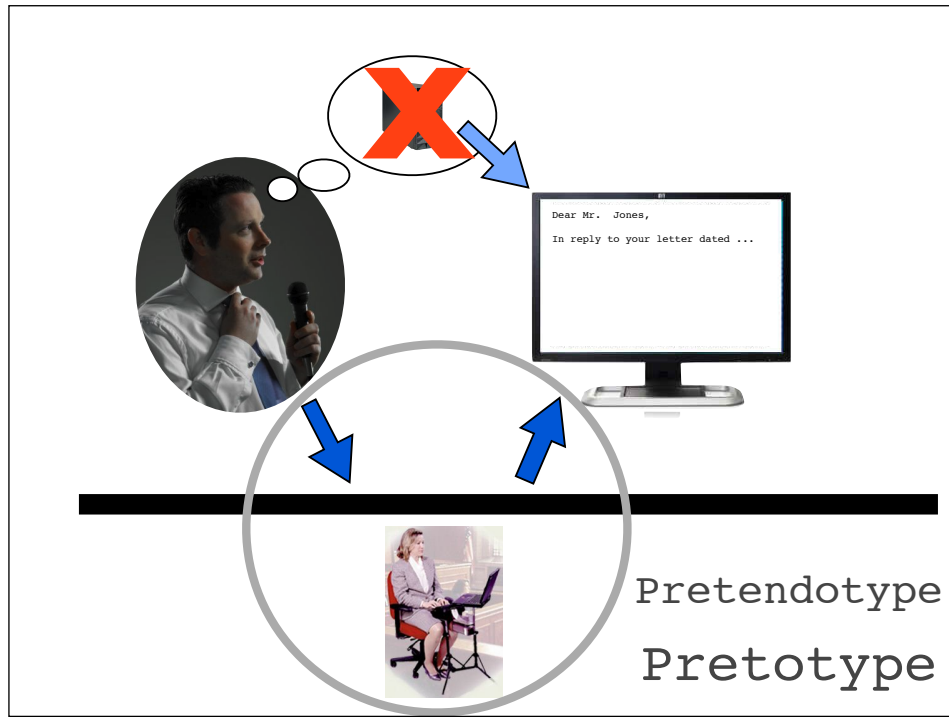 Dear Mr. Jones,
In reply to your letter dated ...
Pretendotype
Pretotype